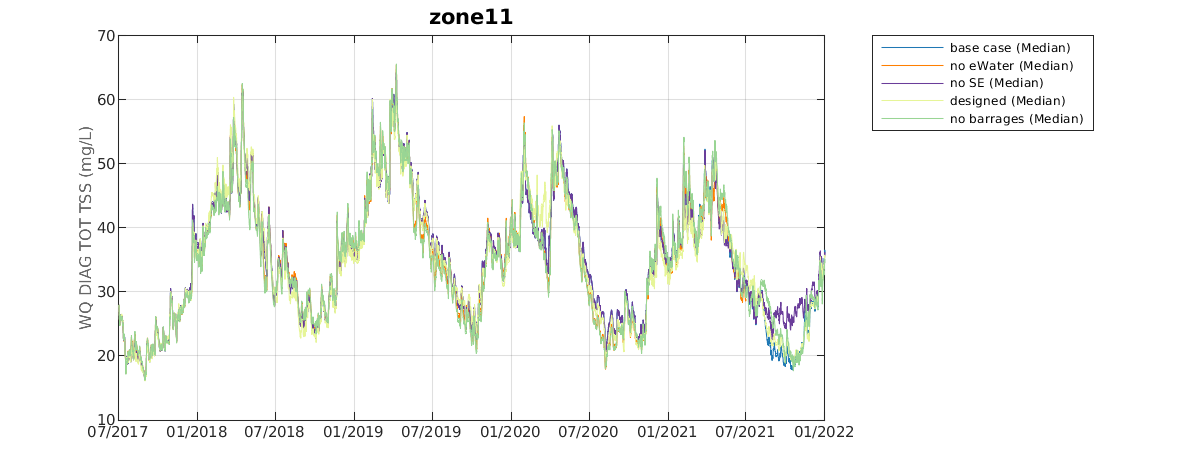 zone11
WQ DIAG TOT TSS (mg/L)
70
60
50
40
30
20
10
07/2017 01/2018 07/2018 01/2019 07/2019 01/2020 07/2020 01/2021 07/2021 01/2022
base case (Median)
no eWater (Median)
no SE (Median)
designed (Median)
no barrages (Median)